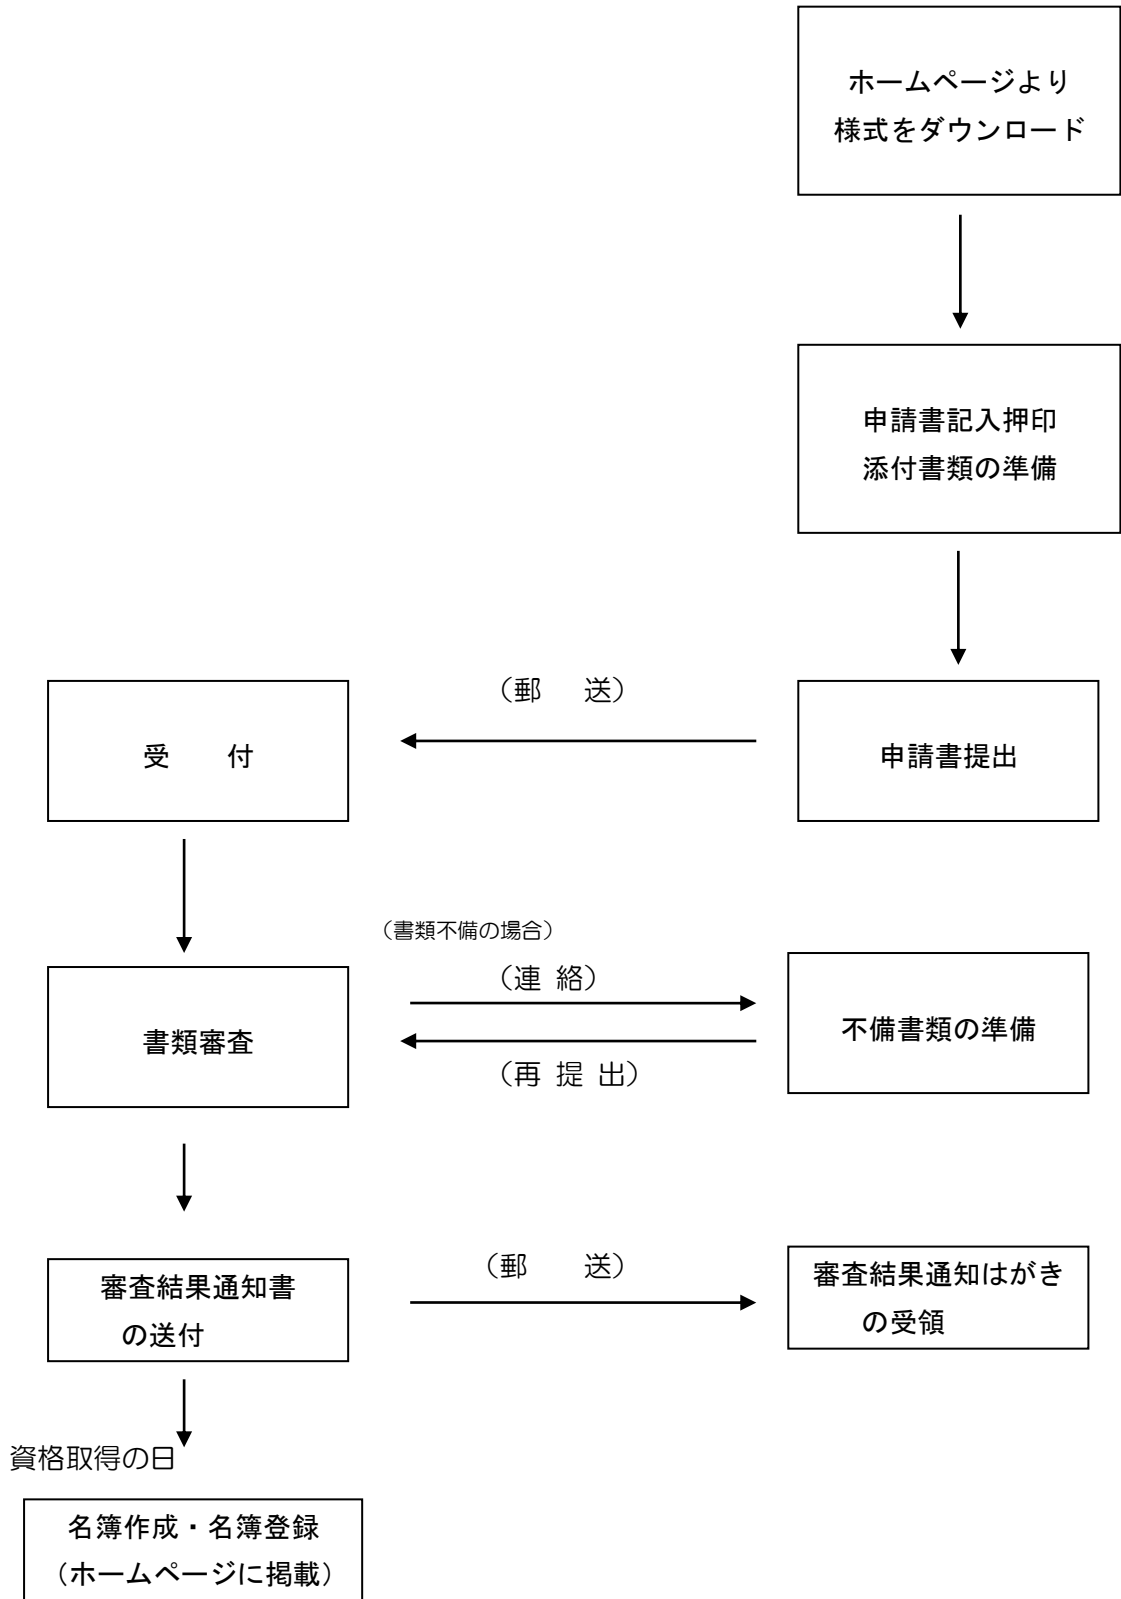 ホームページより
様式をダウンロード
申請書記入押印
添付書類の準備
(郵　送)
受　　付
申請書提出
(書類不備の場合)
(連 絡)
書類審査
不備書類の準備
(再 提 出)
審査結果通知書
の送付
(郵　　送)
審査結果通知はがき
の受領
資格取得の日
名簿作成・名簿登録
(ホームページに掲載)